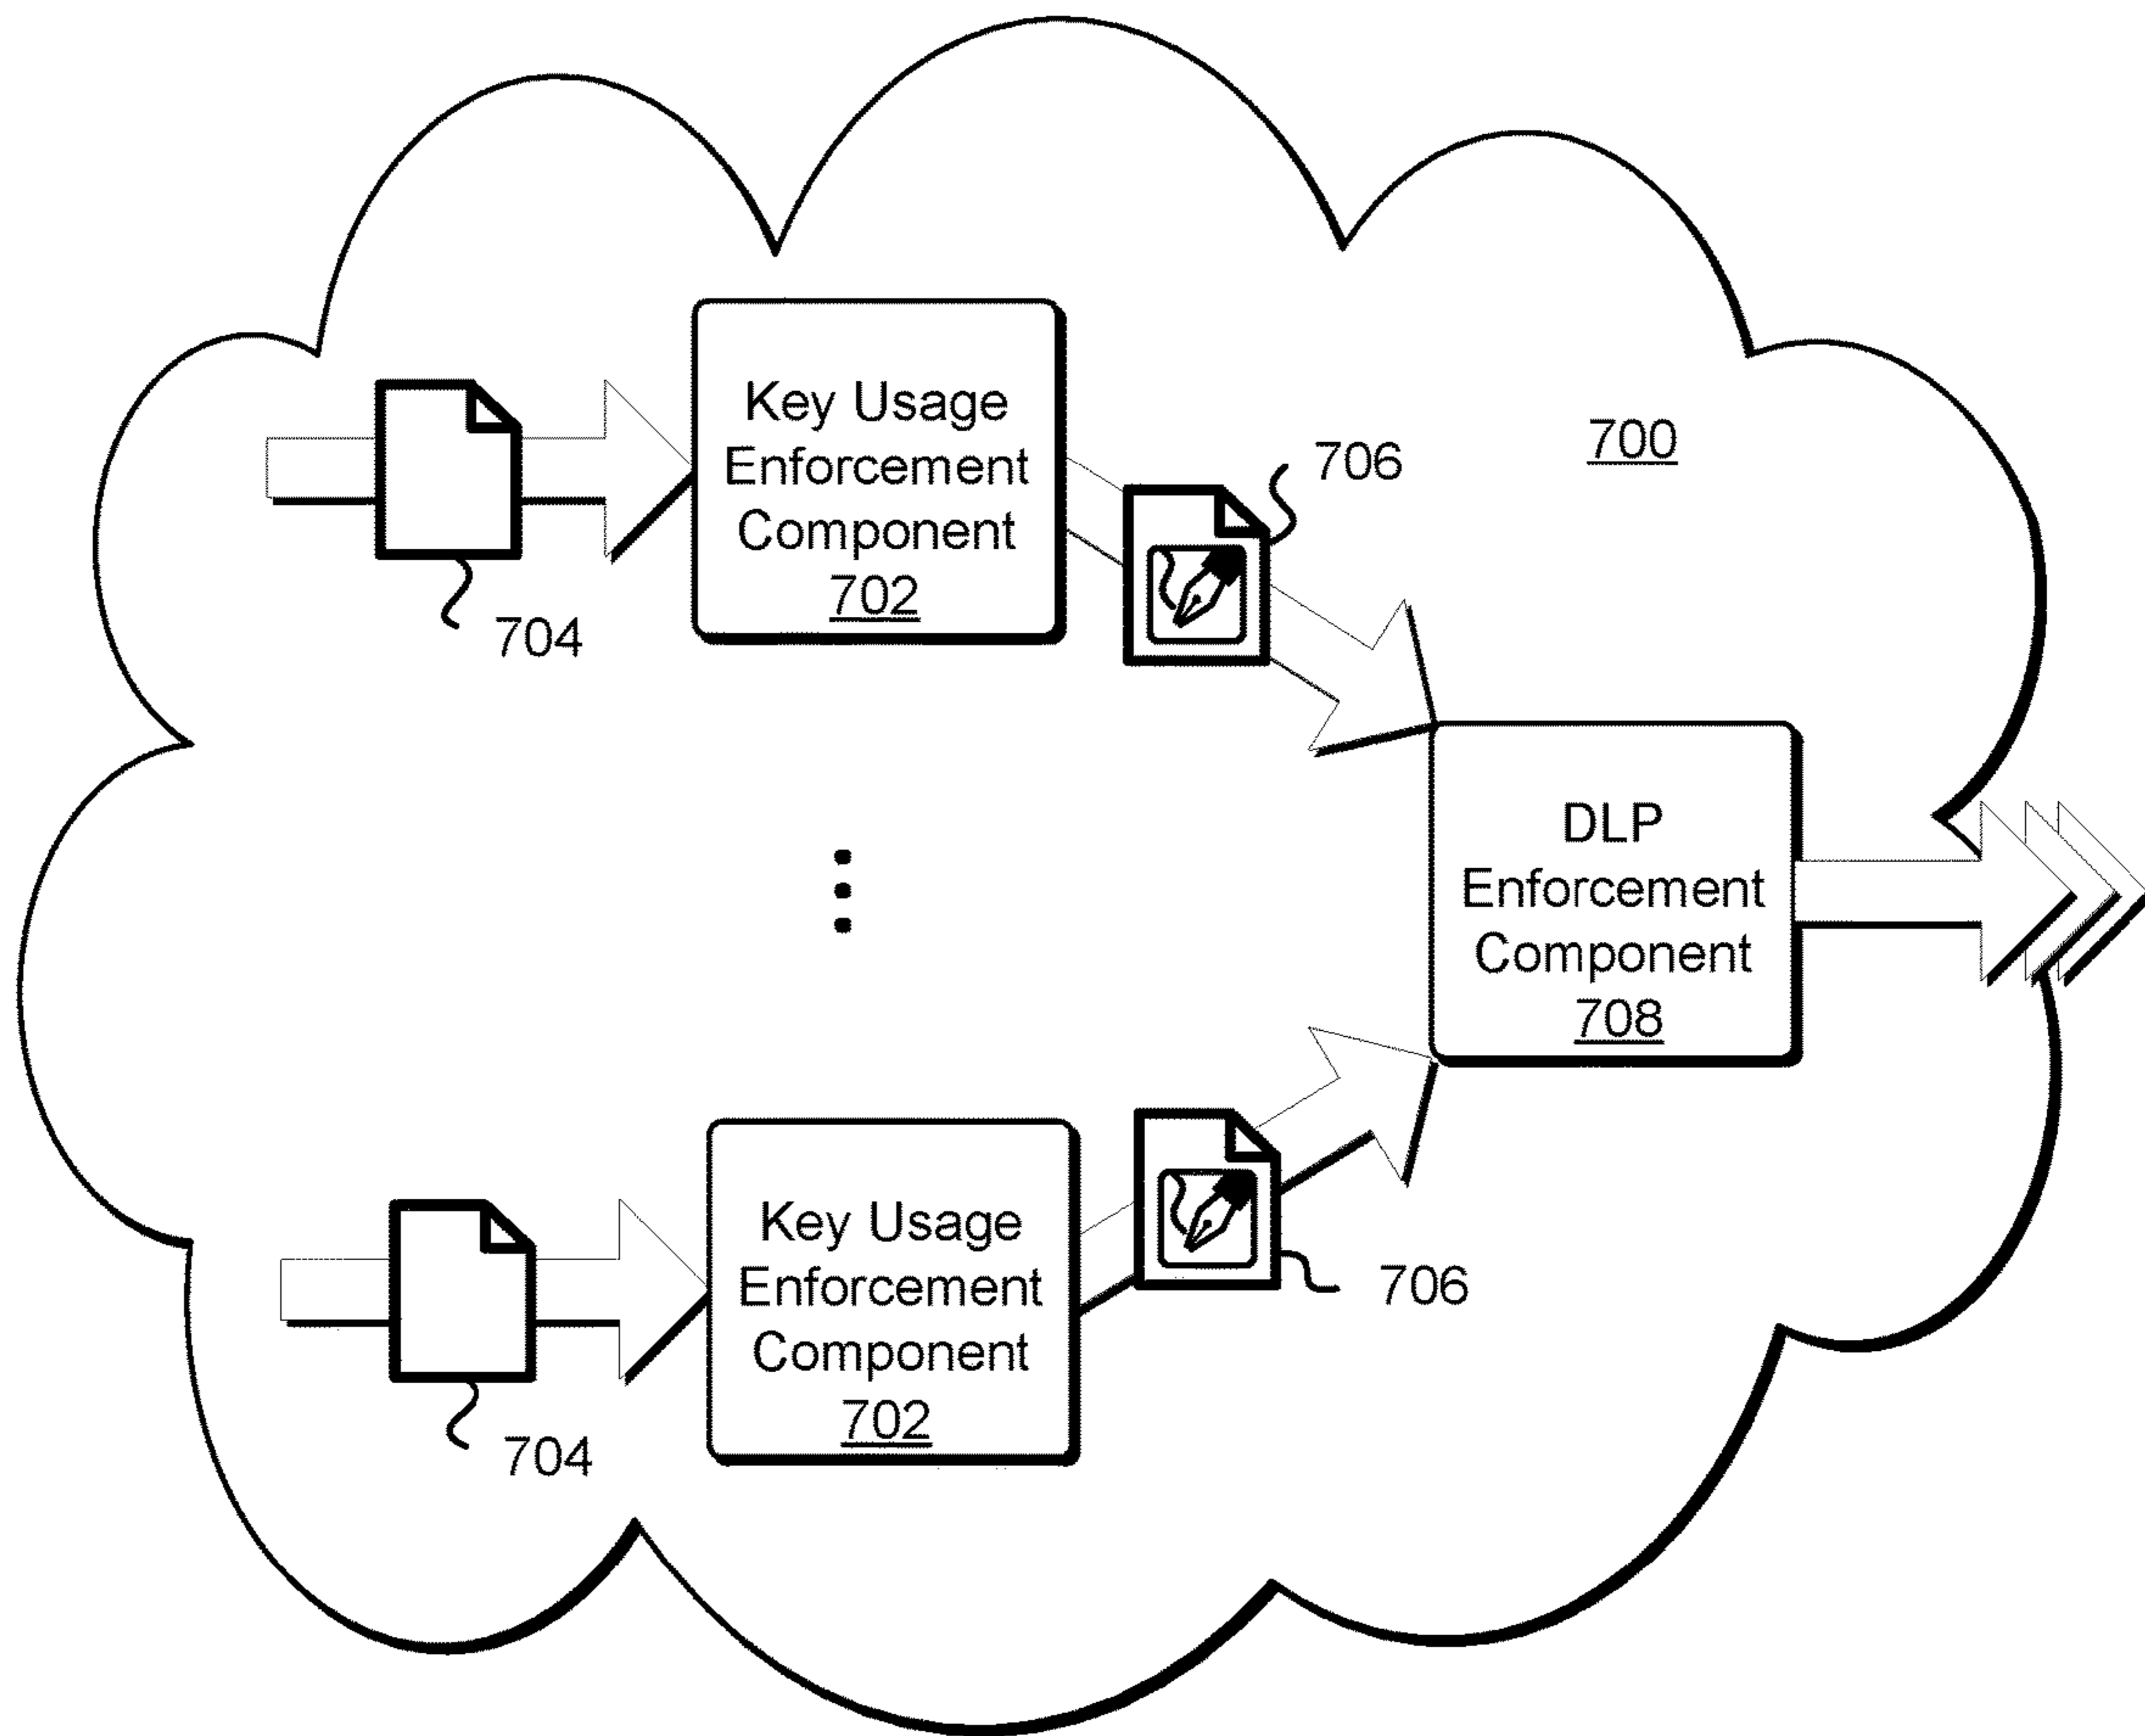 Key Usage
Enforcement
Component
702
704
706
700
DLP
Enforcement
Component
708
Key Usage
Enforcement
Component
702
704
706